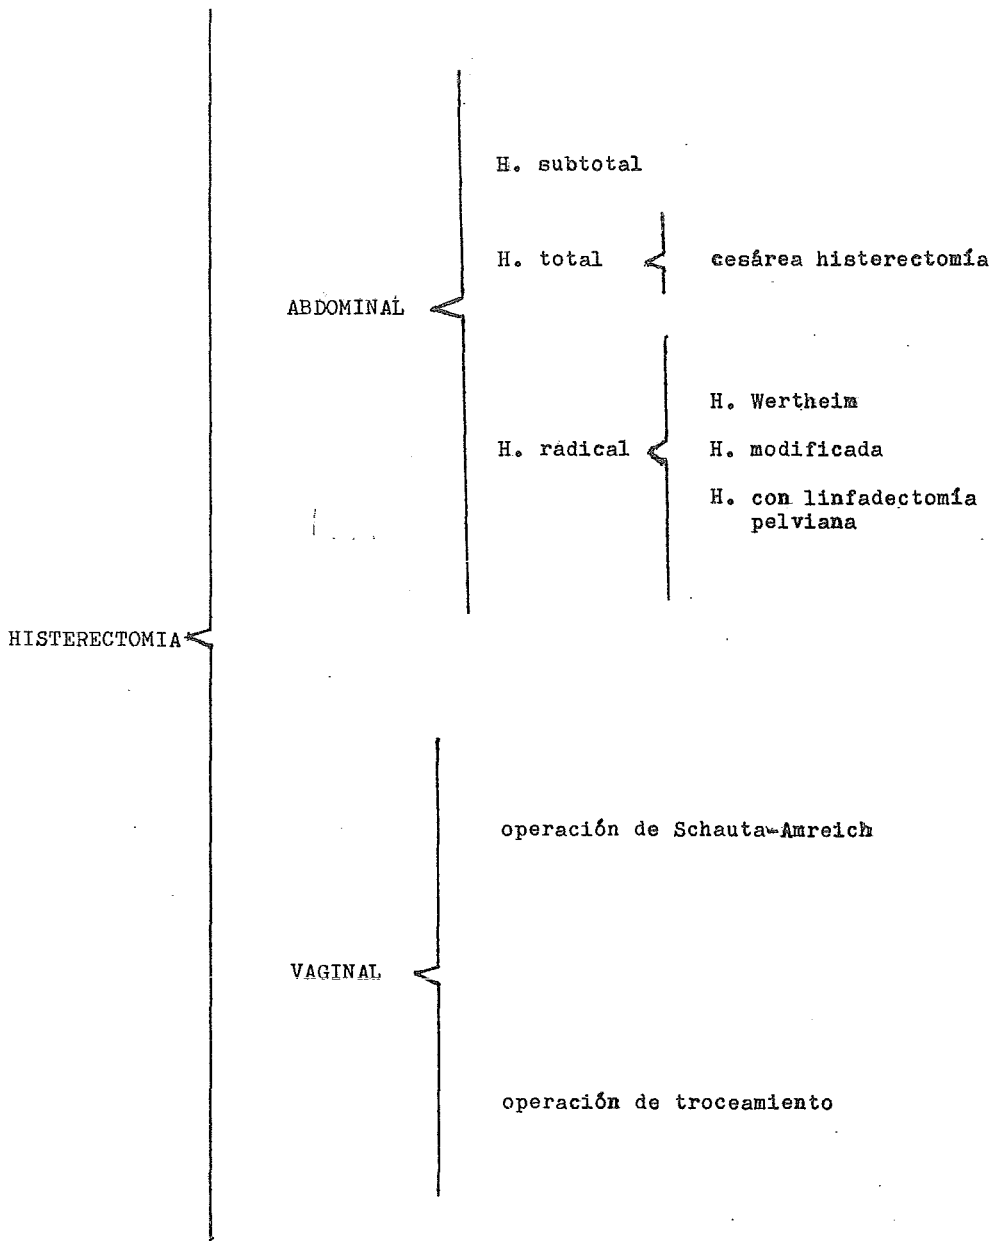 HISTERECTOMIA
ABDOMINAL
H. subtotal
H. total
cesárea histerectomía
H. radical
H. Wertheim
H. modificada
H. con linfadectomía
pelviana
VAGINAL
operación de Schauta-Amreich
operación de troceamiento